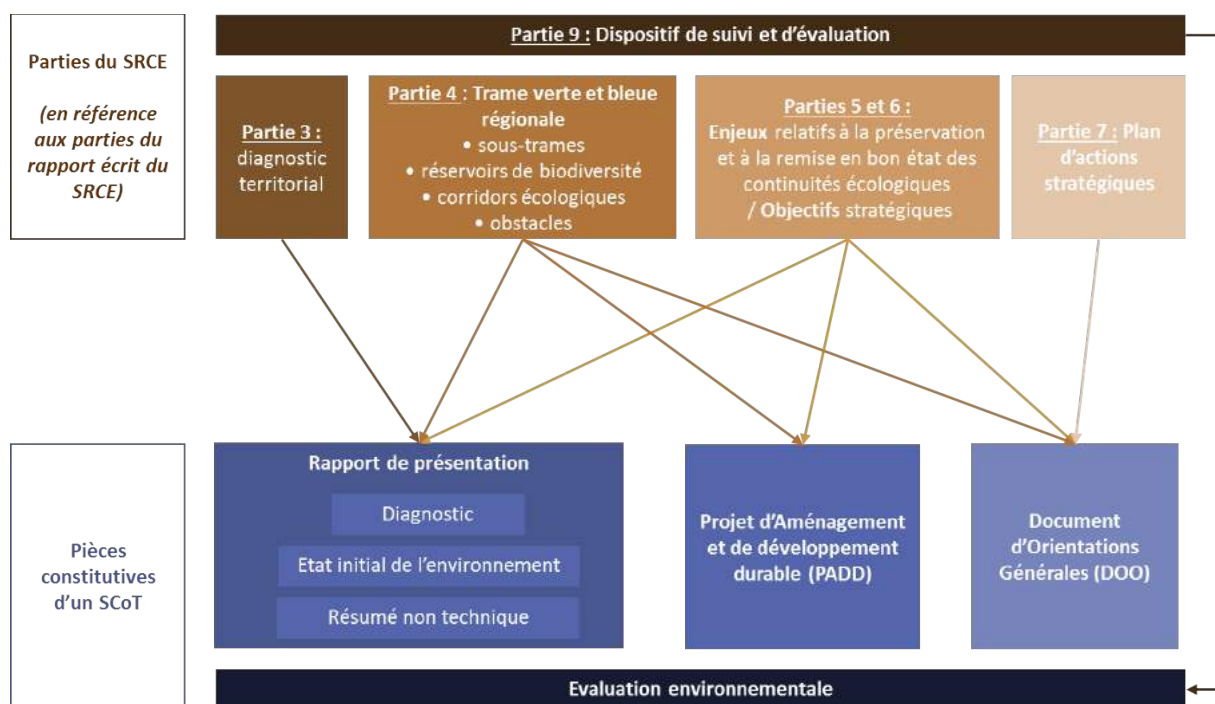 Parties du SRCE
(en référence
aux parties du
rapport écrit du
SRCE)
Partie 9 : Dispositif de suivi et d'évaluation
Partie 3 :
diagnostic
territorial
Partie 4 : Trame verte et bleue
régionale
• sous-trames
• réservoirs de biodiversité
• corridors écologiques
• obstacles
Parties 5 et 6 :
Enjeux relatifs à la préservation
et à la remise en bon état des
continuités écologiques
/ Objectifs stratégiques
Partie 7 : Plan
d'actions
stratégiques
Pièces
constitutives
d'un SCoT
Rapport de présentation
Diagnostic
Etat initial de l'environnement
Résumé non technique
Projet d'Aménagement
et de développement
durable (PADD)
Document
d'Orientations
Générales (DOO)
Evaluation environnementale